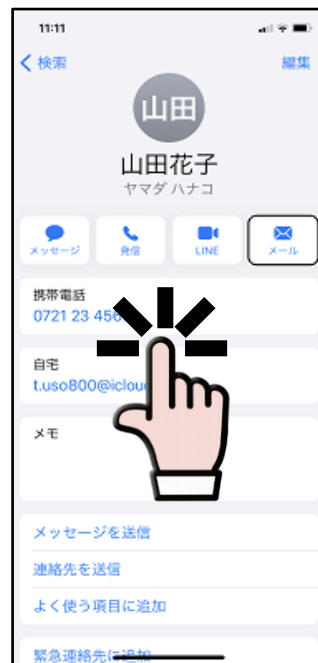 11:11
検索
編集
山田
山田花子
ヤマダ ハナコ
メッセージ
発信
LINE
メール
携帯電話
0721 23 456
自宅
t.uso800@iclou
メモ
メッセージを送信
連絡先を送信
よく使う項目に追加
緊急連絡先に追加